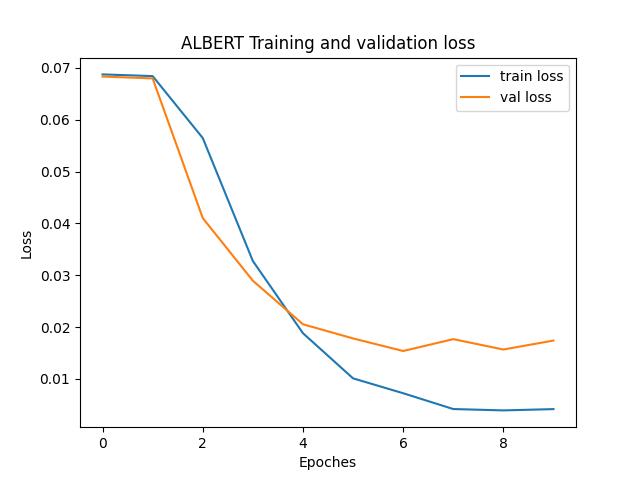 ALBERT Training and validation loss
train loss
val loss
0.07
0.06
0.05
0.04
0.03
0.02
0.01
Loss
0 2 4 6 8
Epoches